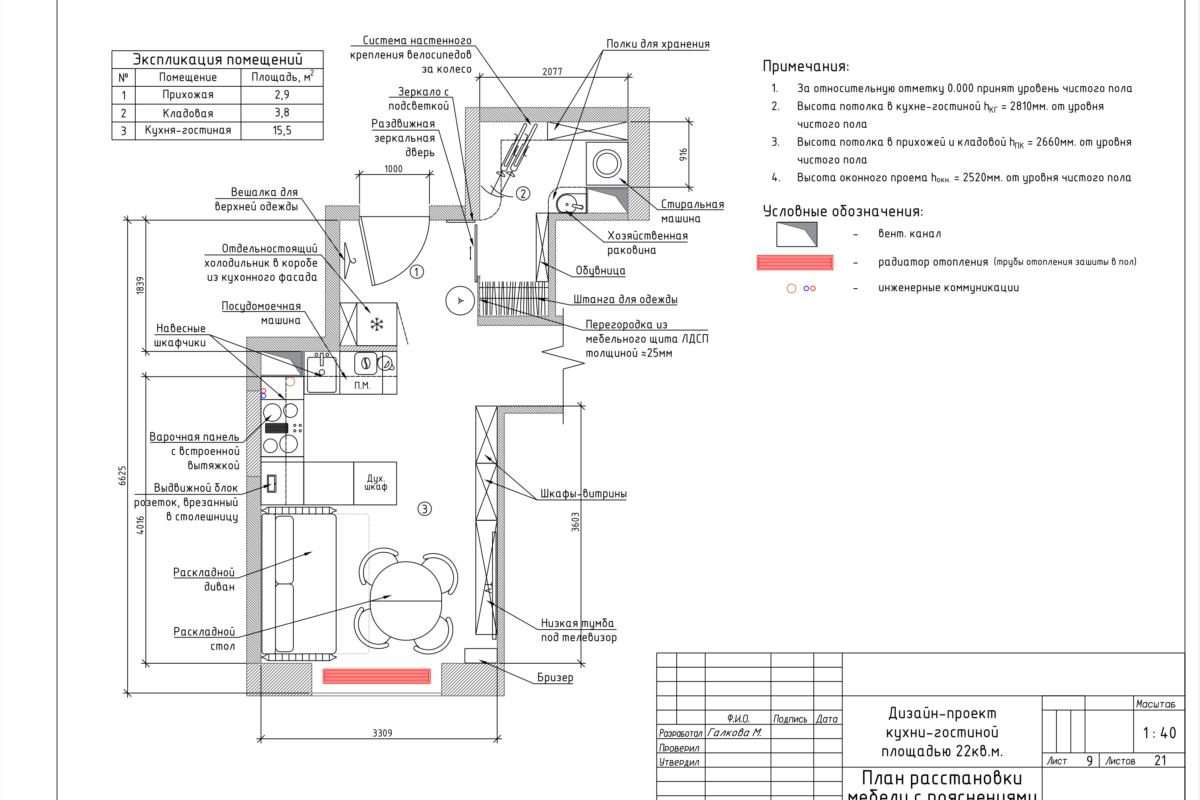 Экспликация помещений
№ Помещение Площадь, м²
1 Прихожая 2,9
2 Кладовая 3,8
3 Кухня-гостиная 15,5
Система настенного
крепления велосипедов
за колесо
Полки для хранения
2077
Зеркало с
подсветкой
Раздвижная
зеркальная
дверь
1000
916
Вешалка для
верхней одежды
2
Стиральная
машина
Отдельностоящий
холодильник в коробе
из кухонного фасада
Хозяйственная
раковина
1
Обувница
1839
Посудомоечная
машина
Штанга для одежды
Навесные
шкафчики
Перегородка из
мебельного щита ЛДСП
толщиной ≈25мм
П.М.
Варочная панель
с встроенной
вытяжкой
6625
Дух.
шкаф
Выдвижной блок
розеток, врезанный
в столешницу
4016
Шкафы-витрины
3
3603
Раскладной
диван
Раскладной
стол
Низкая тумба
под телевизор
Бризер
3309
Примечания:
1. За относительную отметку 0.000 принят уровень чистого пола
2. Высота потолка в кухне-гостиной hКГ = 2810мм. от уровня
чистого пола
3. Высота потолка в прихожей и кладовой hПК = 2660мм. от уровня
чистого пола
4. Высота оконного проема hокн. = 2520мм. от уровня чистого пола
Условные обозначения:
- вент. канал
- радиатор отопления (трубы отопления зашиты в пол)
- инженерные коммуникации
Ф.И.О. Подпись Дата
Разработал Галкова М.
Проверил
Утвердил
Дизайн-проект
кухни-гостиной
площадью 22кв.м.
Масштаб
1 : 40
Лист 9 Листов 21
План расстановки
мебели с пояснениями